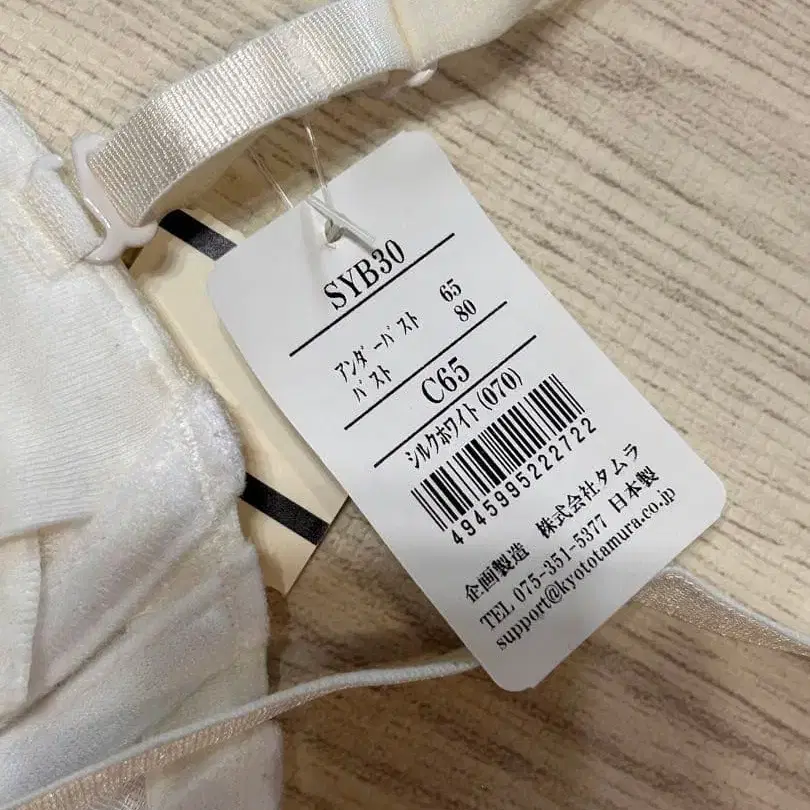 SYB30
アンダーバスト 65
バスト 80
C65
シルクホワイト(070)
4945995222722
企画製造 株式会社タムラ
TEL 075-351-5377 日本製
support@kyototamura.co.jp